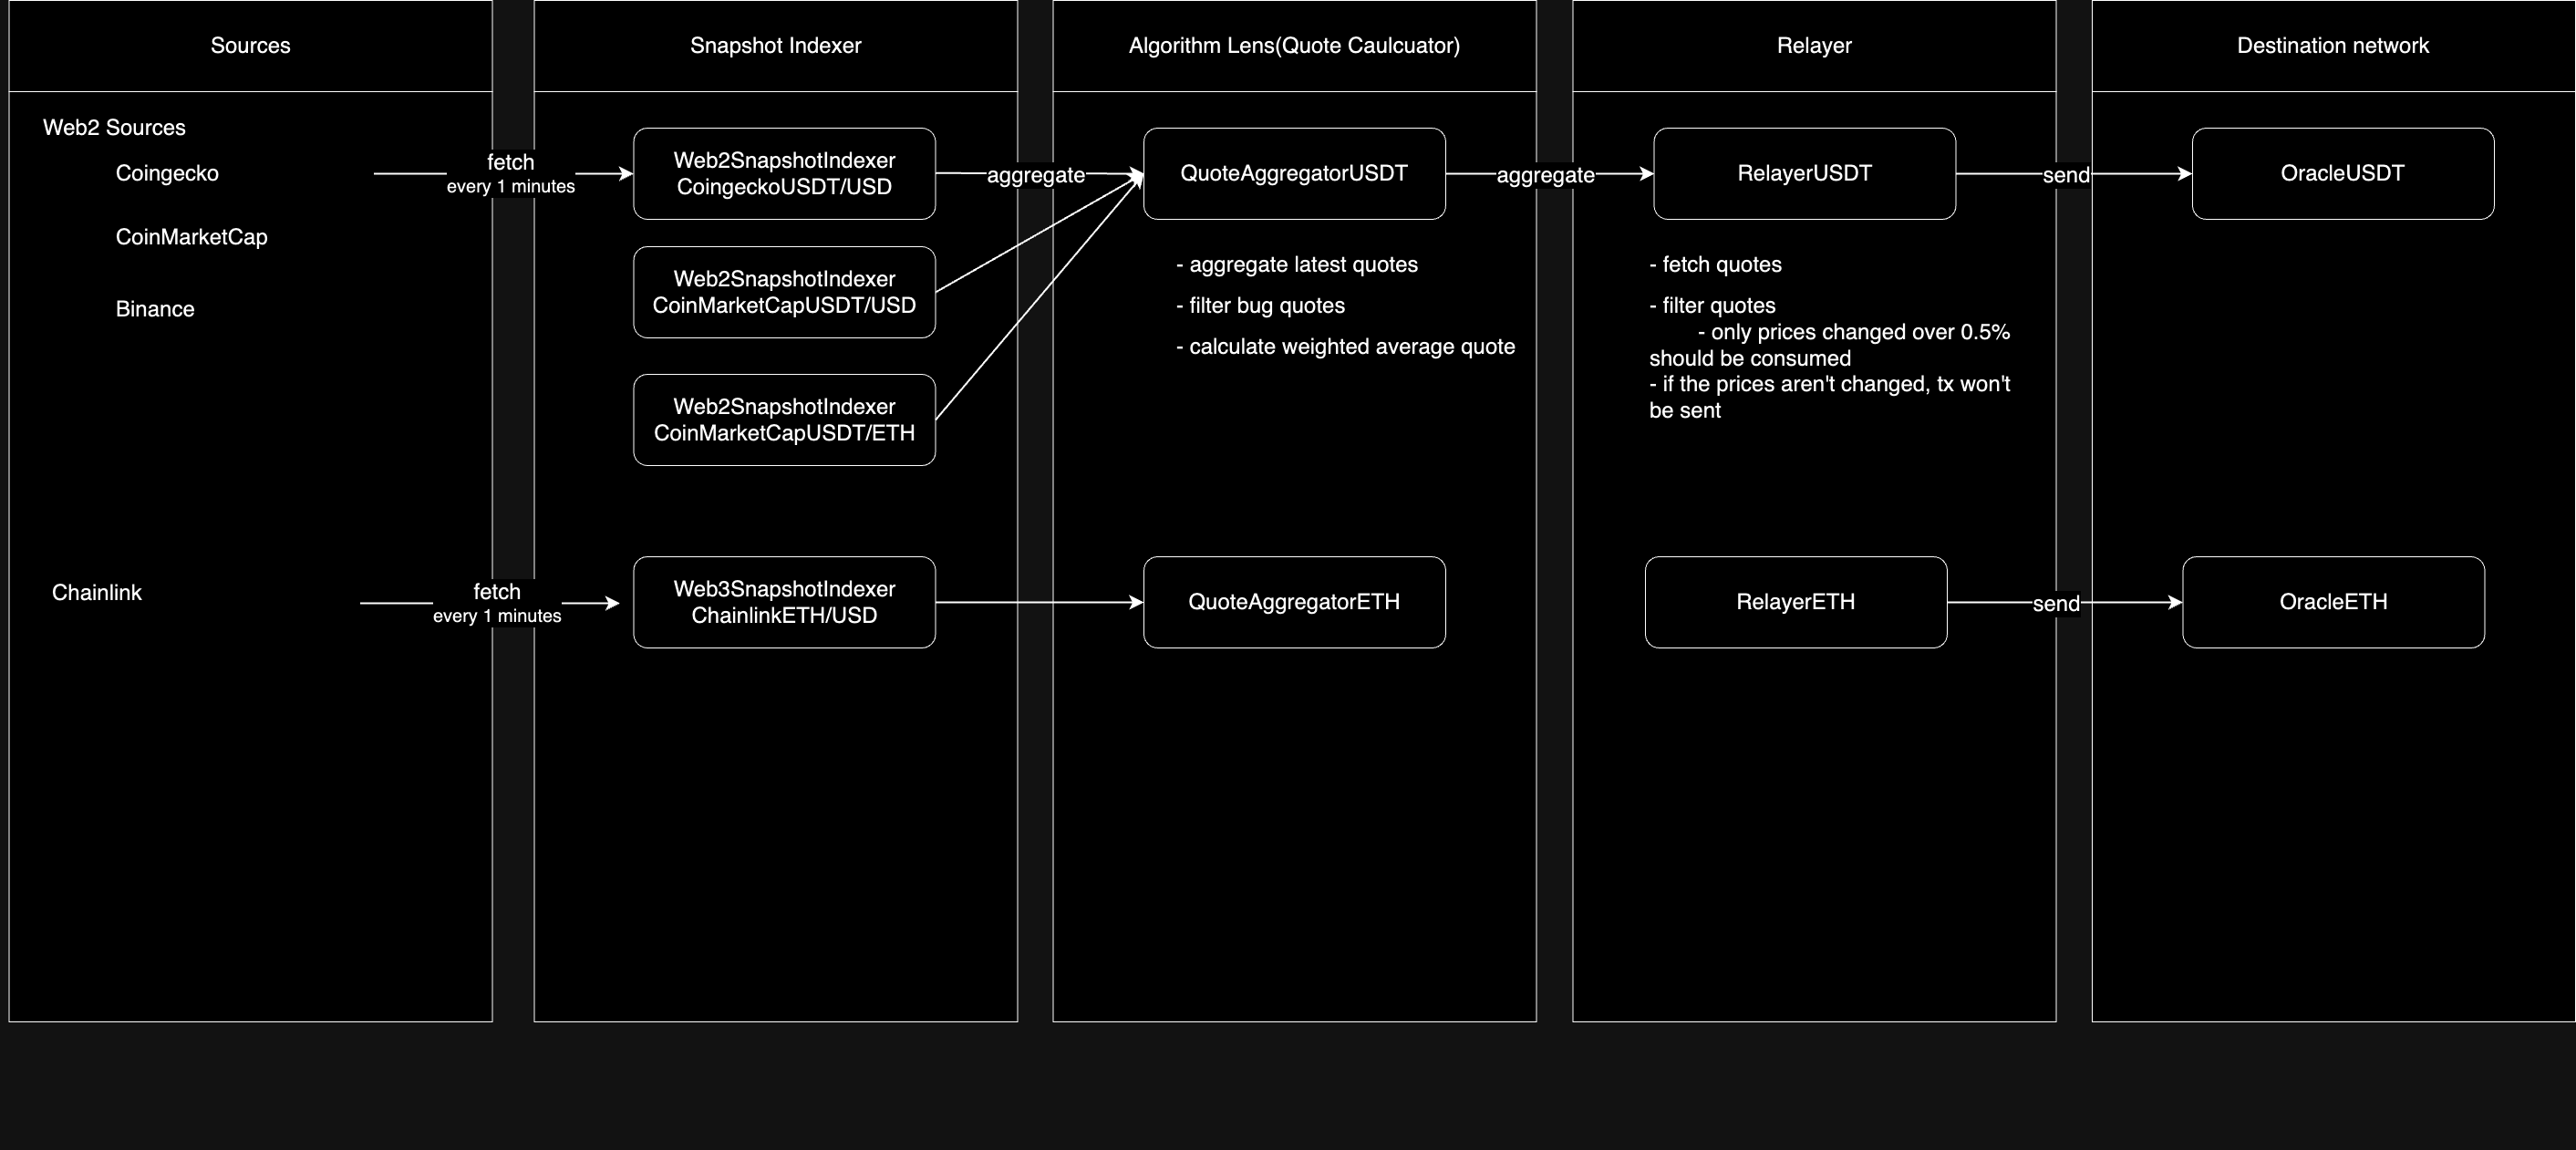 Sources
Snapshot Indexer
Algorithm Lens(Quote Caulcuator)
Relayer
Destination network
Web2 Sources
Coingecko
CoinMarketCap
Binance
Chainlink
fetch
every 1 minutes
fetch
every 1 minutes
Web2SnapshotIndexer
CoingeckoUSDT/USD
Web2SnapshotIndexer
CoinMarketCapUSDT/USD
Web2SnapshotIndexer
CoinMarketCapUSDT/ETH
Web3SnapshotIndexer
ChainlinkETH/USD
aggregate
QuoteAggregatorUSDT
- aggregate latest quotes
- filter bug quotes
- calculate weighted average quote
QuoteAggregatorETH
aggregate
RelayerUSDT
- fetch quotes
- filter quotes
- only prices changed over 0.5%
should be consumed
- if the prices aren't changed, tx won't
be sent
RelayerETH
send
send
OracleUSDT
OracleETH